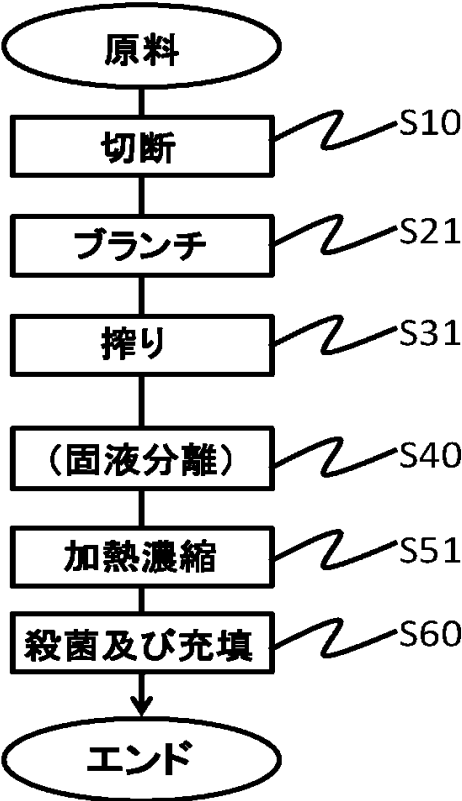 原料
切断
S10
ブランチ
S21
搾り
S31
(固液分離)
S40
加熱濃縮
S51
殺菌及び充填
S60
エンド